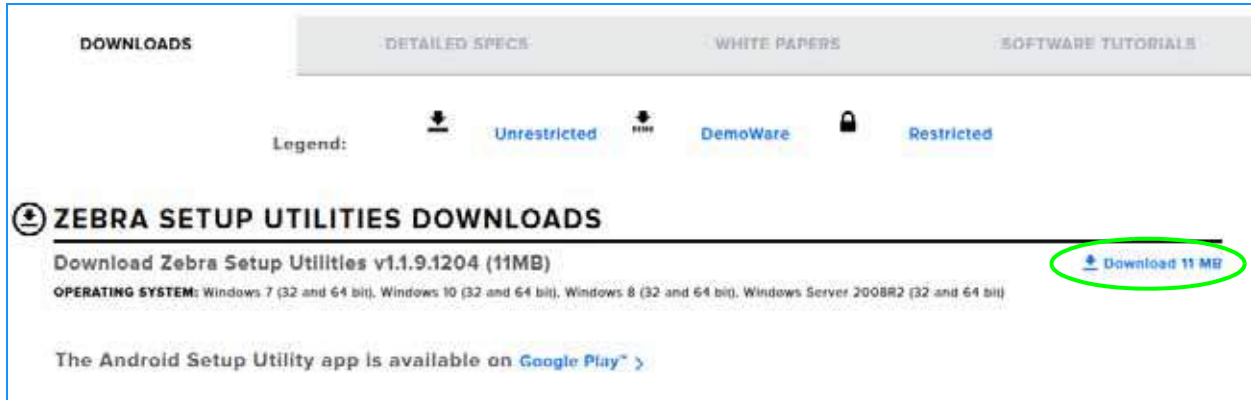 DOWNLOADS DETAILED SPECS WHITE PAPERS SOFTWARE TUTORIALS
Legend: Unrestricted DemoWare Restricted
ZEBRA SETUP UTILITIES DOWNLOADS
Download Zebra Setup Utilities v1.1.9.1204 (11MB) Download 11 MB
OPERATING SYSTEM: Windows 7 (32 and 64 bit), Windows 10 (32 and 64 bit), Windows 8 (32 and 64 bit), Windows Server 2008R2 (32 and 64 bit)
The Android Setup Utility app is available on Google Play™ >